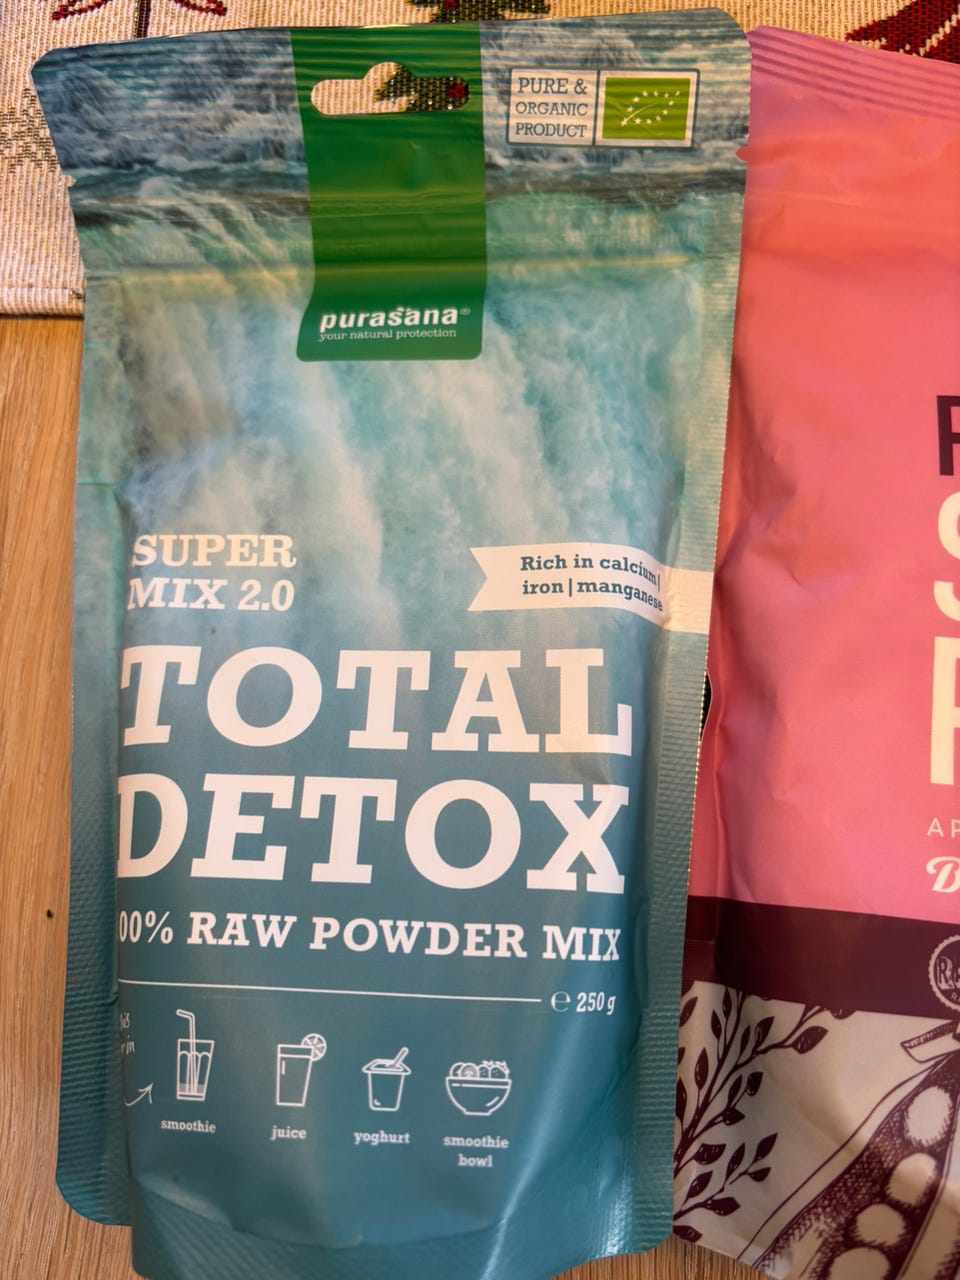 PURE &
ORGANIC
PRODUCT
purasana®
your natural protection
SUPER
MIX 2.0
Rich in calcium |
iron | manganese
TOTAL
DETOX
00% RAW POWDER MIX
℮ 250 g
smoothie
juice
yoghurt
smoothie
bowl